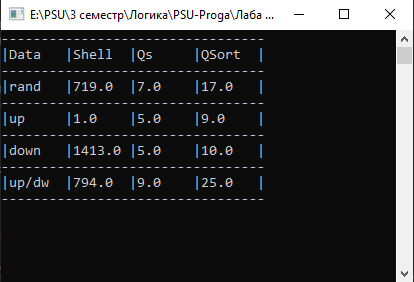 E:\PSU\3 семестр\Логика\PSU-Proga\Лаба ...
|Data |Shell |Qs |QSort |
|rand |719.0 |7.0 |17.0 |
|up |1.0 |5.0 |9.0 |
|down |1413.0 |5.0 |10.0 |
|up/dw |794.0 |9.0 |25.0 |